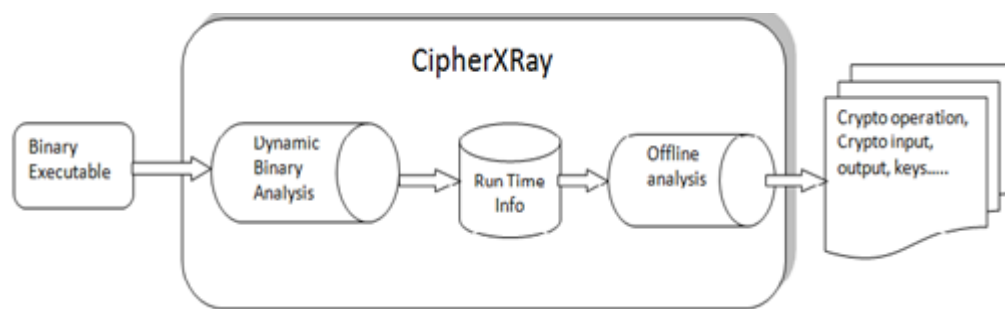 CipherXRay
Binary
Executable
Dynamic
Binary
Analysis
Run Time
Info
Offline
analysis
Crypto operation,
Crypto input,
output, keys.....